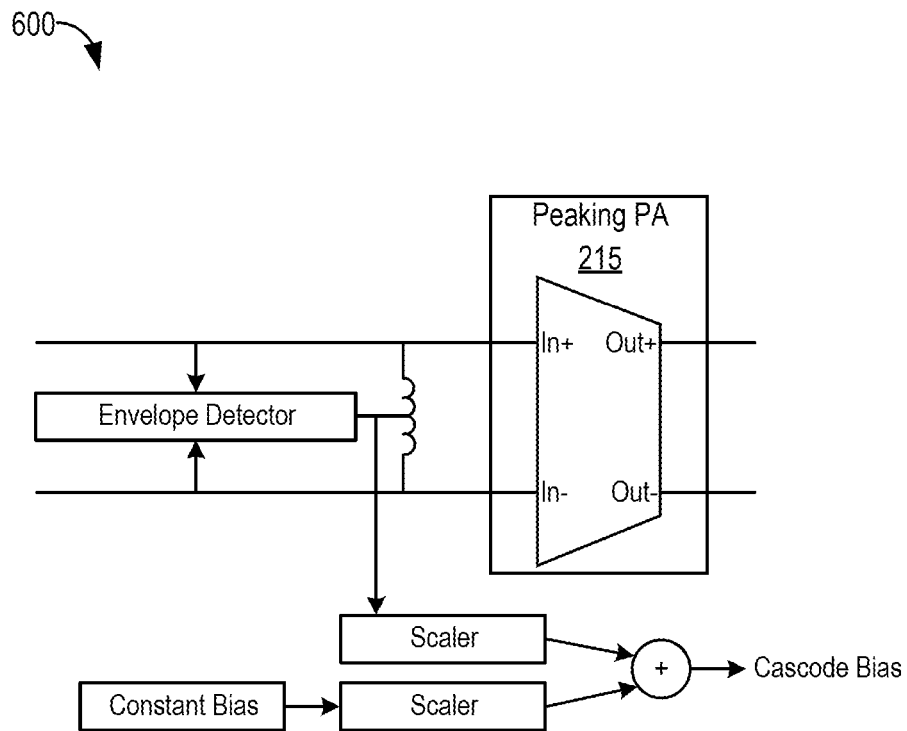 600
Peaking PA
215
In+ Out+
Envelope Detector
In- Out-
Scaler
+
Cascode Bias
Constant Bias
Scaler